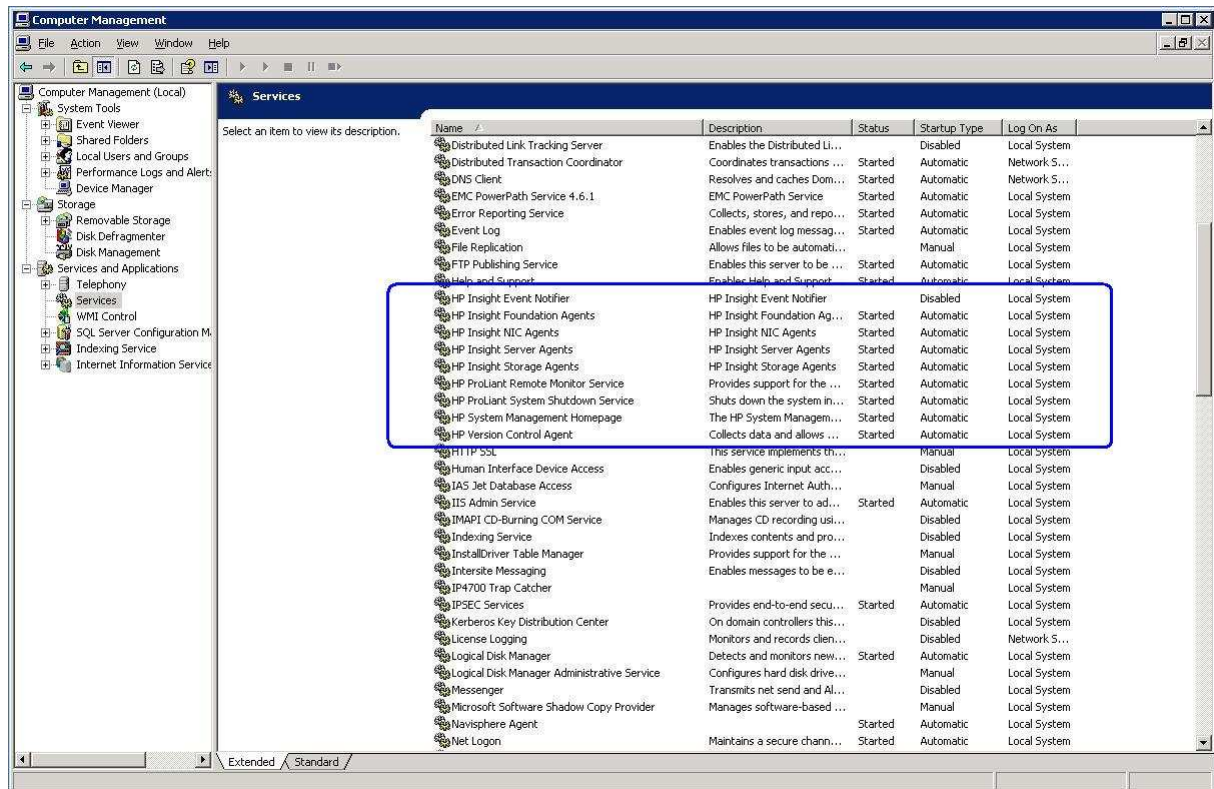 Computer Management
File Action View Window Help
Computer Management (Local)
System Tools
Event Viewer
Shared Folders
Local Users and Groups
Performance Logs and Alert:
Device Manager
Storage
Removable Storage
Disk Defragmenter
Disk Management
Services and Applications
Telephony
Services
WMI Control
SQL Server Configuration M
Indexing Service
Internet Information Service
Services
Select an item to view its description.
Name Description Status Startup Type Log On As
Distributed Link Tracking Server Enables the Distributed Li... Disabled Local System
Distributed Transaction Coordinator Coordinates transactions ... Started Automatic Network S...
DNS Client Resolves and caches Dom... Started Automatic Network S...
EMC PowerPath Service 4.6.1 EMC PowerPath Service Started Automatic Local System
Error Reporting Service Collects, stores, and repo... Started Automatic Local System
Event Log Enables event log messag... Started Automatic Local System
File Replication Allows files to be automati... Manual Local System
FTP Publishing Service Enables this server to be ... Started Automatic Local System
Help and Support Enables Help and Support Started Automatic Local System
HP Insight Event Notifier HP Insight Event Notifier Disabled Local System
HP Insight Foundation Agents HP Insight Foundation Ag... Started Automatic Local System
HP Insight NIC Agents HP Insight NIC Agents Started Automatic Local System
HP Insight Server Agents HP Insight Server Agents Started Automatic Local System
HP Insight Storage Agents HP Insight Storage Agents Started Automatic Local System
HP ProLiant Remote Monitor Service Provides support for the ... Started Automatic Local System
HP ProLiant System Shutdown Service Shuts down the system in... Started Automatic Local System
HP System Management Homepage The HP System Managem... Started Automatic Local System
HP Version Control Agent Collects data and allows ... Started Automatic Local System
HTTP SSL This service implements th... Manual Local System
Human Interface Device Access Enables generic input acc... Disabled Local System
IAS Jet Database Access Configures Internet Auth... Manual Local System
IIS Admin Service Enables this server to ad... Started Automatic Local System
IMAPI CD-Burning COM Service Manages CD recording usi... Disabled Local System
Indexing Service Indexes contents and pro... Disabled Local System
InstallDriver Table Manager Provides support for the ... Manual Local System
Intersite Messaging Enables messages to be e... Disabled Local System
IP4700 Trap Catcher Manual Local System
IPSEC Services Provides end-to-end secu... Started Automatic Local System
Kerberos Key Distribution Center On domain controllers this... Disabled Local System
License Logging Monitors and records clien... Disabled Network S...
Logical Disk Manager Detects and monitors new... Started Automatic Local System
Logical Disk Manager Administrative Service Configures hard disk drive... Manual Local System
Messenger Transmits net send and Al... Disabled Local System
Microsoft Software Shadow Copy Provider Manages software-based ... Manual Local System
Navisphere Agent Started Automatic Local System
Net Logon Maintains a secure chann... Started Automatic Local System
Extended Standard